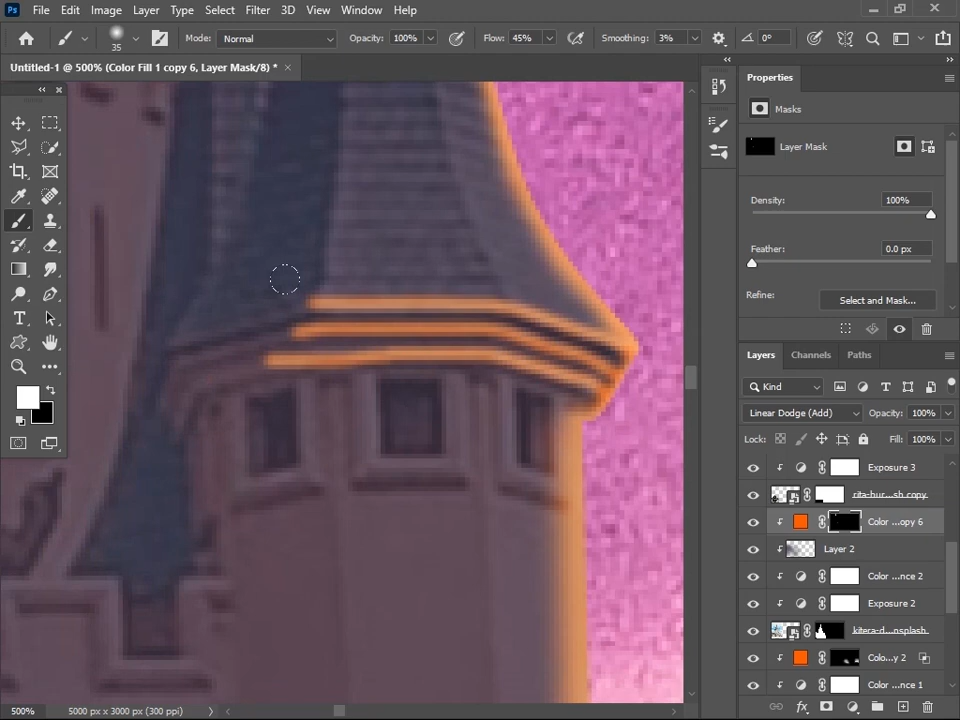 Ps File Edit Image Layer Type Select Filter 3D View Window Help
35 Mode: Normal Opacity: 100% Flow: 45% Smoothing: 3% 0°
Untitled-1 @ 500% (Color Fill 1 copy 6, Layer Mask/8) * ×
Properties
Masks
Layer Mask
Density: 100%
Feather: 0.0 px
Refine: Select and Mask...
Layers Channels Paths
Kind
Linear Dodge (Add) Opacity: 100%
Lock: Fill: 100%
Exposure 3
rita-bur...sh copy
Color ...opy 6
Layer 2
Color ...nce 2
Exposure 2
kitera-d...nsplash
Colo...y 2
Color ...nce 1
500% 5000 px x 3000 px (300 ppi)